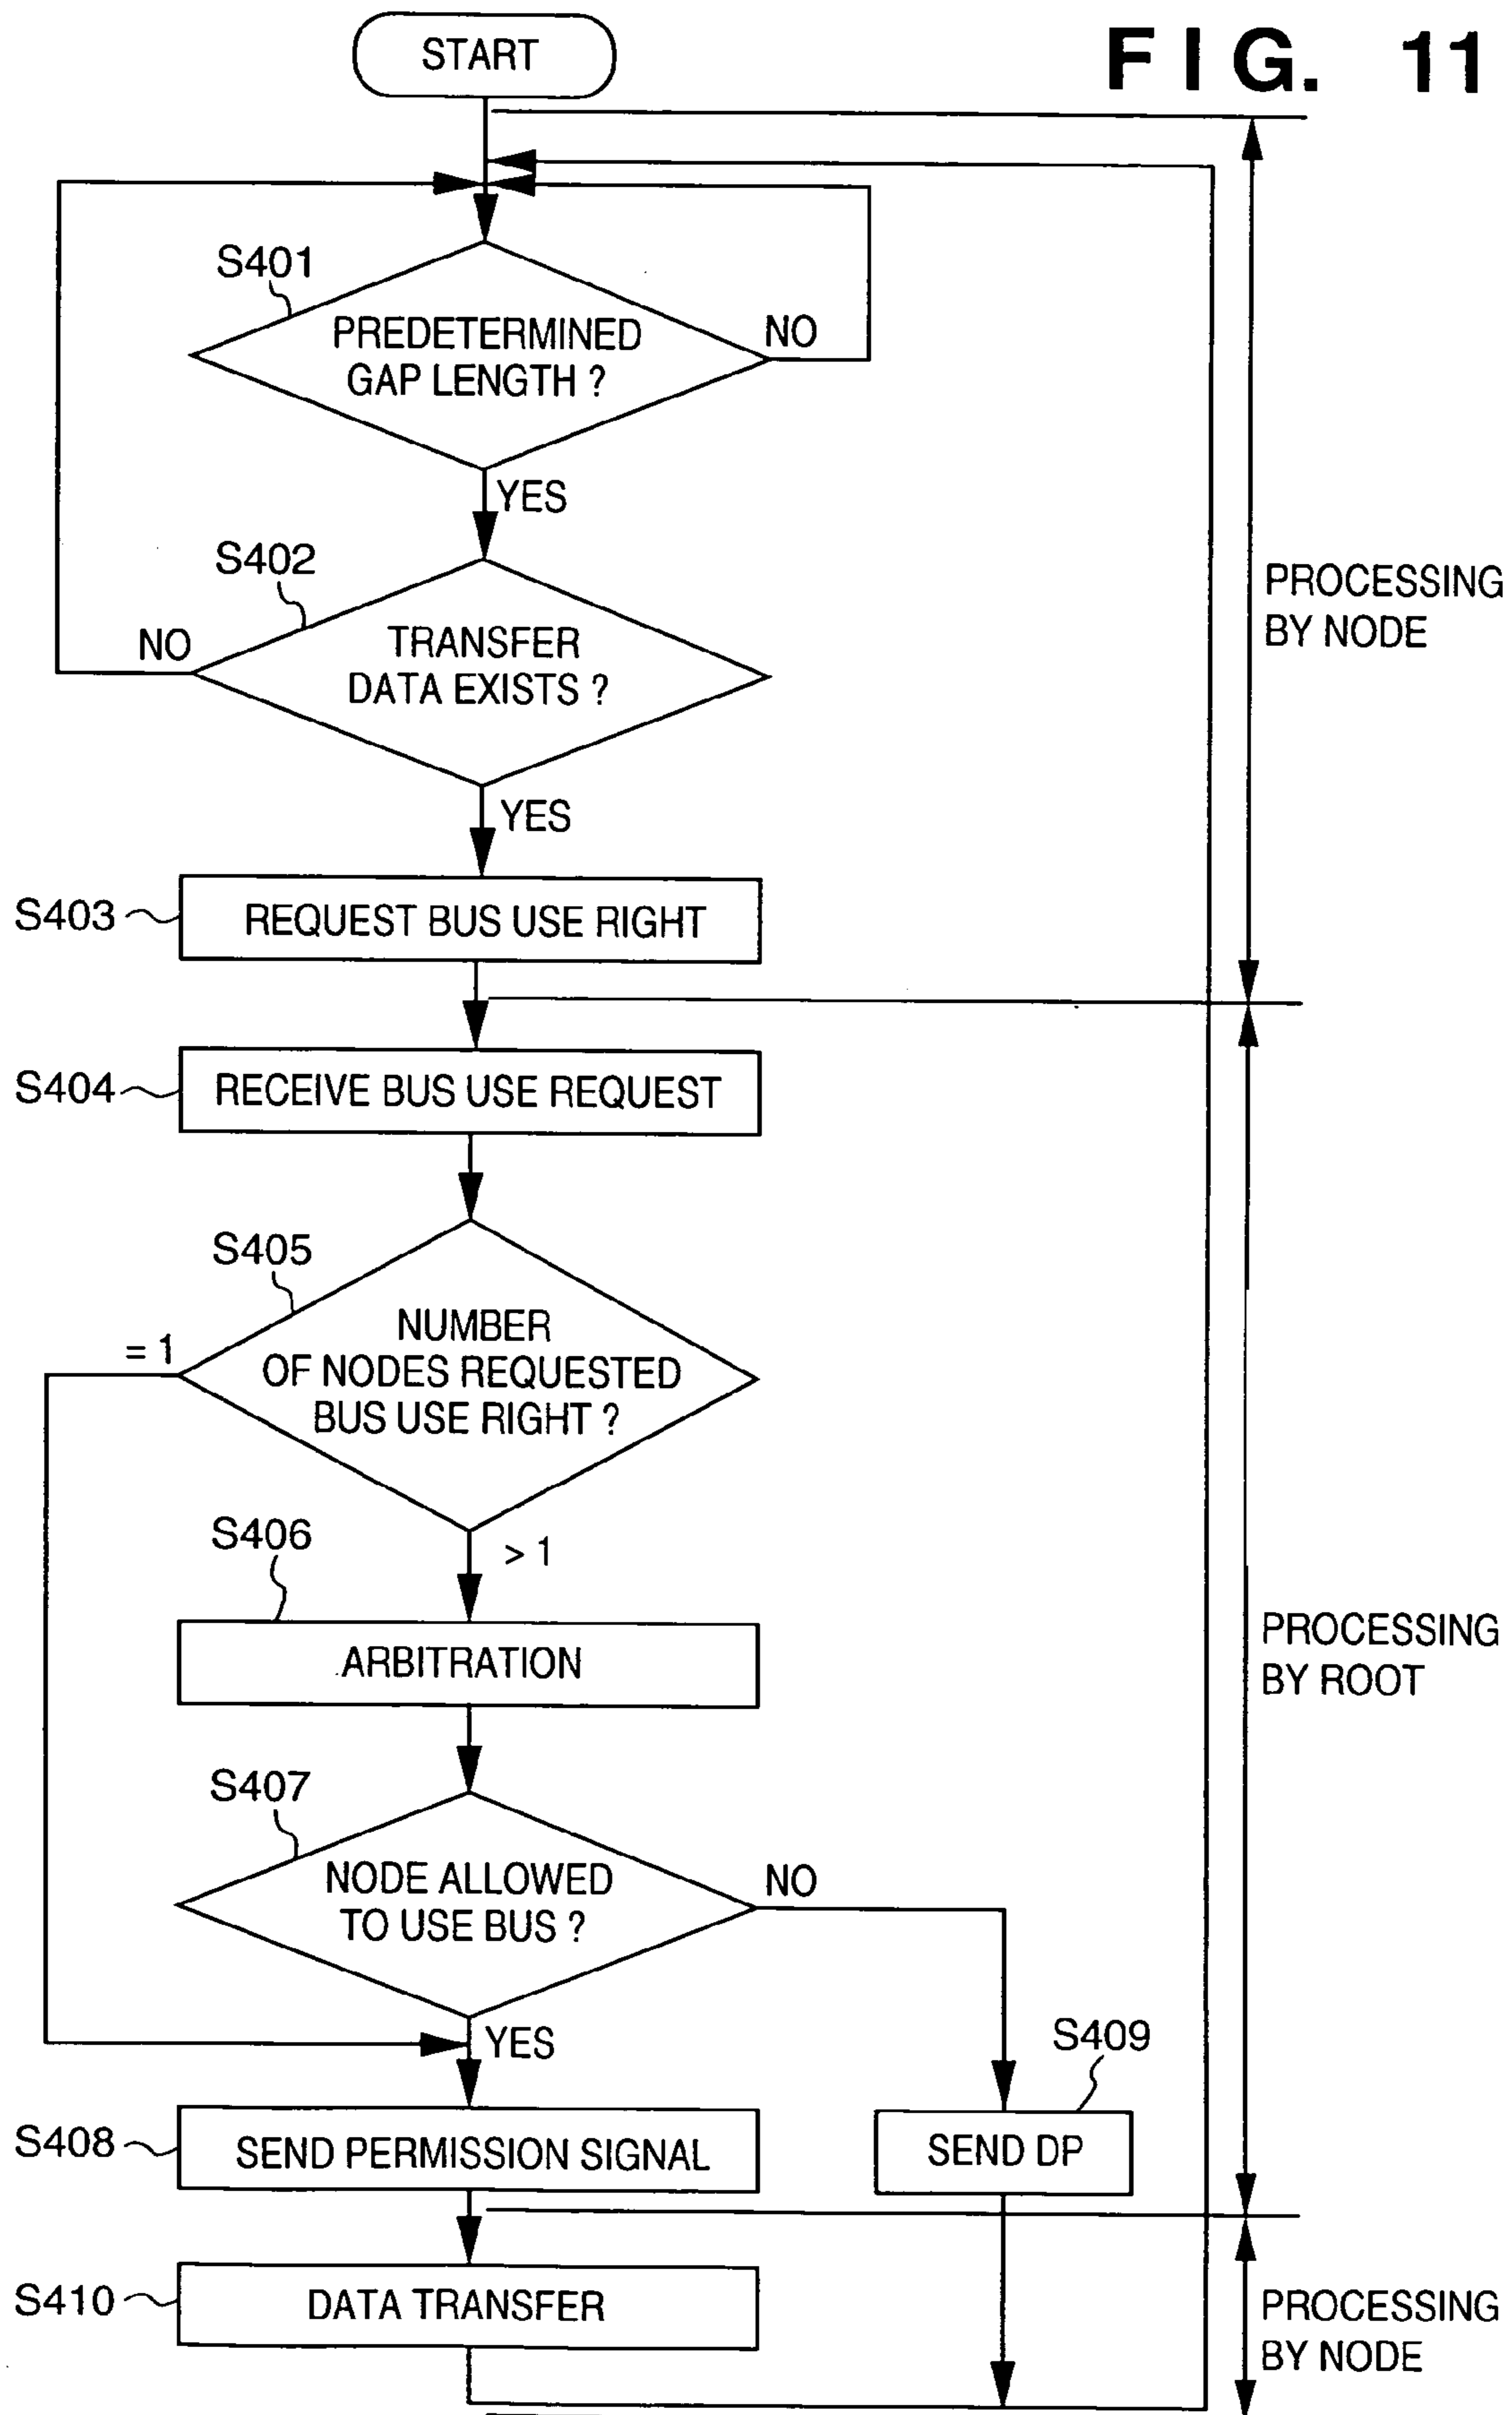 START
FIG. 11
S401
PREDETERMINED
GAP LENGTH ?
NO
YES
S402
NO
TRANSFER
DATA EXISTS ?
PROCESSING
BY NODE
YES
S403
REQUEST BUS USE RIGHT
S404
RECEIVE BUS USE REQUEST
S405
= 1
NUMBER
OF NODES REQUESTED
BUS USE RIGHT ?
> 1
S406
ARBITRATION
PROCESSING
BY ROOT
S407
NODE ALLOWED
TO USE BUS ?
NO
YES
S409
S408
SEND PERMISSION SIGNAL
SEND DP
S410
DATA TRANSFER
PROCESSING
BY NODE